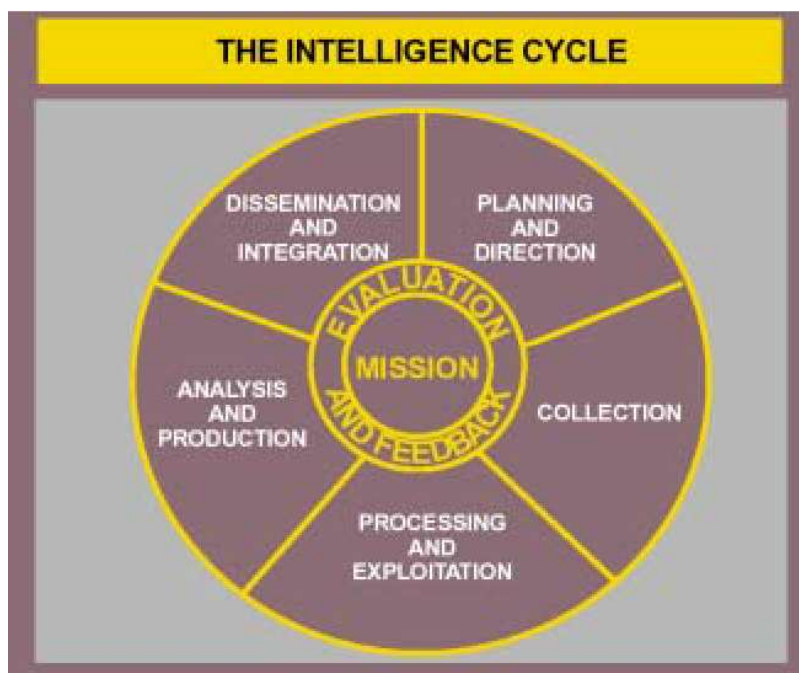 THE INTELLIGENCE CYCLE
DISSEMINATION
AND
INTEGRATION
PLANNING
AND
DIRECTION
EVALUATION
MISSION
AND FEEDBACK
ANALYSIS
AND
PRODUCTION
COLLECTION
PROCESSING
AND
EXPLOITATION